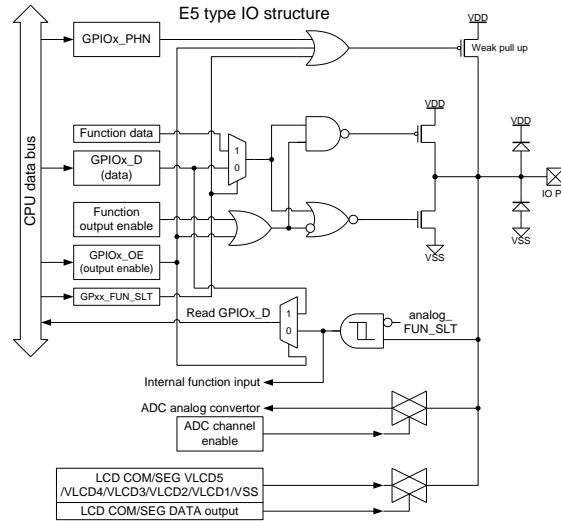 E5 type IO structure
VDD
GPIOx_PHN
Weak pull up
Function data
VDD
VDD
1
0
GPIOx_D
(data)
CPU data bus
IO P
Function
output enable
VSS
VSS
GPIOx_OE
(output enable)
GPxx_FUN_SLT
Read GPIOx_D
1
0
analog_
FUN_SLT
Internal function input
ADC analog convertor
ADC channel
enable
LCD COM/SEG VLCD5
/VLCD4/VLCD3/VLCD2/VLCD1/VSS
LCD COM/SEG DATA output